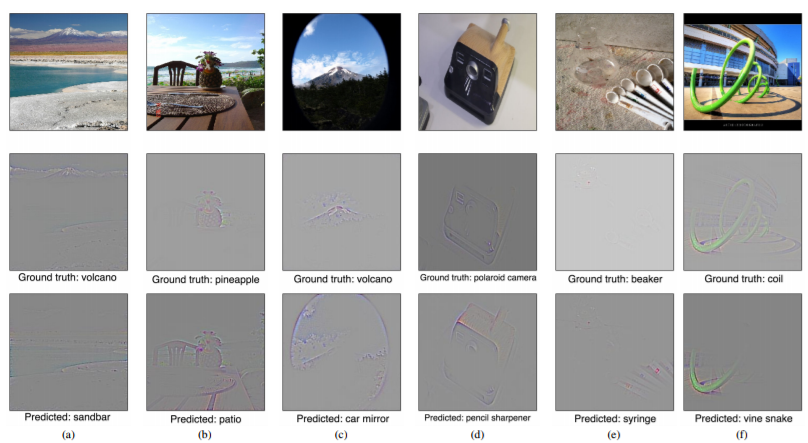 Ground truth: volcano
Ground truth: pineapple
Ground truth: volcano
Ground truth: polaroid camera
Ground truth: beaker
Ground truth: coil
Predicted: sandbar
Predicted: patio
Predicted: car mirror
Predicted: pencil sharpener
Predicted: syringe
Predicted: vine snake
(a)
(b)
(c)
(d)
(e)
(f)